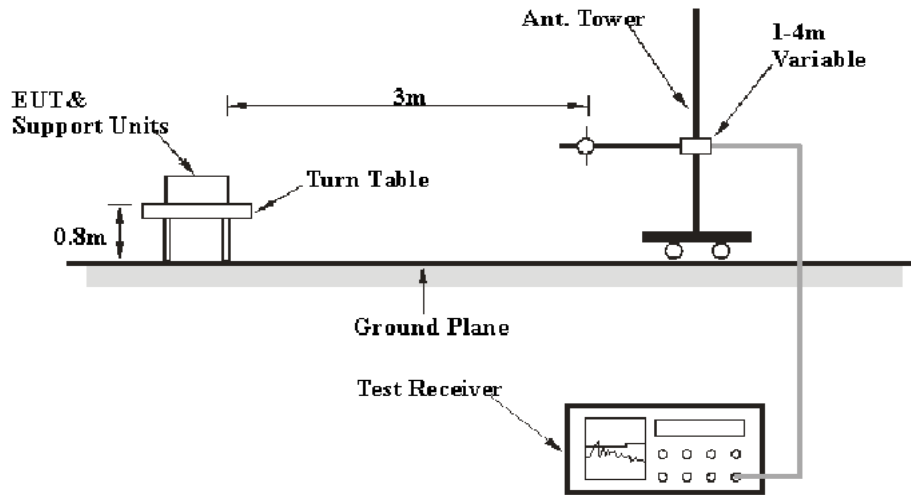 Ant. Tower
1-4m
Variable
EUT&
Support Units
3m
Turn Table
0.8m
Ground Plane
Test Receiver